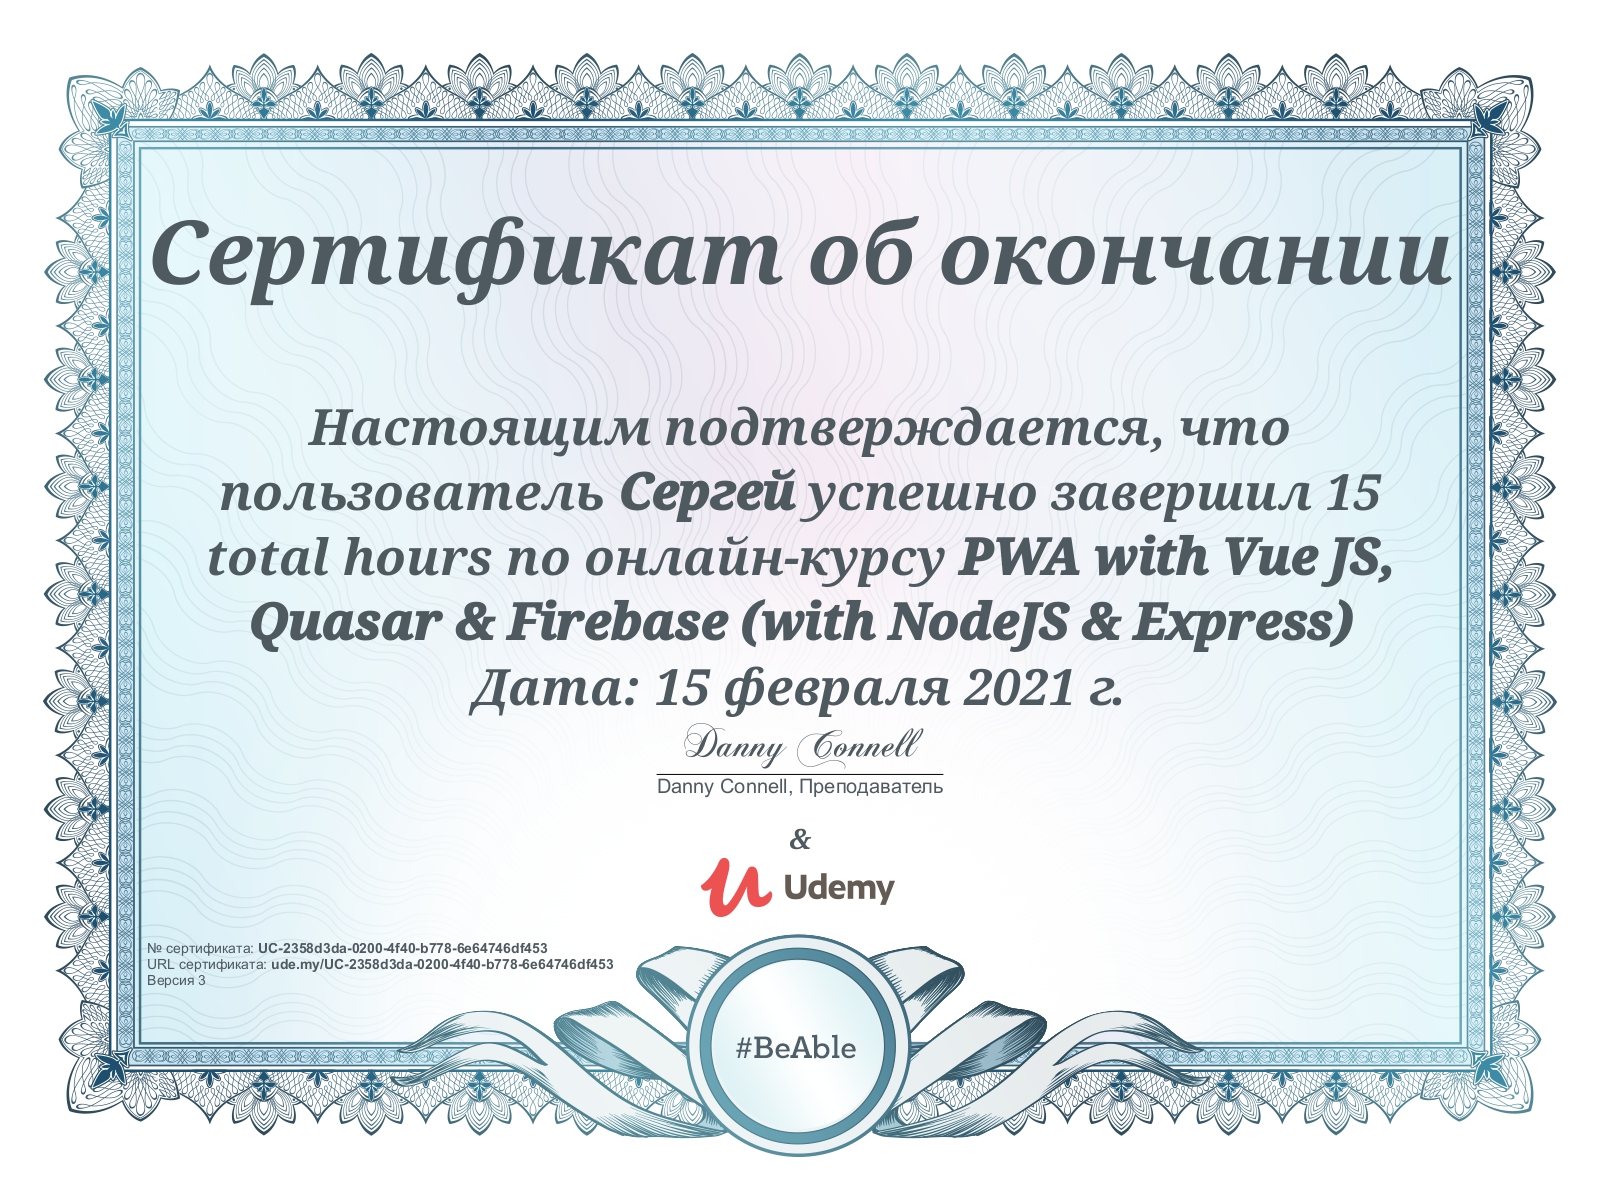 Сертификат об окончании
Настоящим подтверждается, что
пользователь Сергей успешно завершил 15
total hours по онлайн-курсу PWA with Vue JS,
Quasar & Firebase (with NodeJS & Express)
Дата: 15 февраля 2021 г.
Danny Connell
Danny Connell, Преподаватель
&
Udemy
№ сертификата: UC-2358d3da-0200-4f40-b778-6e64746df453
URL сертификата: ude.my/UC-2358d3da-0200-4f40-b778-6e64746df453
Версия 3
#BeAble